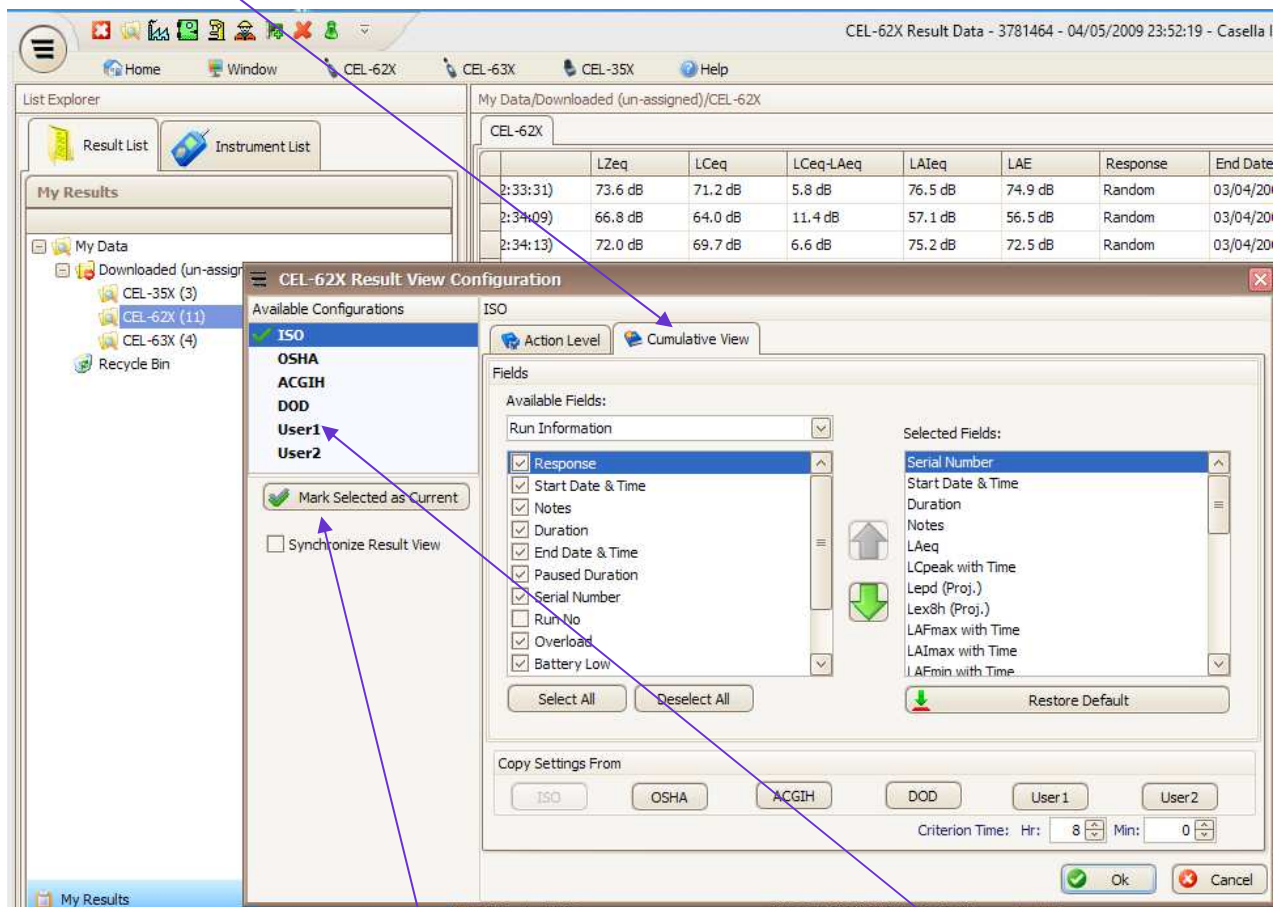 CEL-62X Result Data - 3781464 - 04/05/2009 23:52:19 - Casella I
Home Window CEL-62X CEL-63X CEL-35X Help
List Explorer
Result List Instrument List
My Results
My Data
Downloaded (un-assigr
CEL-35X (3)
CEL-62X (11)
CEL-63X (4)
Recycle Bin
My Results
My Data/Downloaded (un-assigned)/CEL-62X
CEL-62X
LZeq LCeq LCeq-LAeq LAIeq LAE Response End Date
2:33:31) 73.6 dB 71.2 dB 5.8 dB 76.5 dB 74.9 dB Random 03/04/20
2:34:09) 66.8 dB 64.0 dB 11.4 dB 57.1 dB 56.5 dB Random 03/04/20
2:34:13) 72.0 dB 69.7 dB 6.6 dB 75.2 dB 72.5 dB Random 03/04/20
CEL-62X Result View Configuration
Available Configurations
ISO
OSHA
ACGIH
DOD
User1
User2
Mark Selected as Current
Synchronize Result View
ISO
Action Level Cumulative View
Fields
Available Fields:
Run Information
Response
Start Date & Time
Notes
Duration
End Date & Time
Paused Duration
Serial Number
Run No
Overload
Battery Low
Select All Deselect All
Selected Fields:
Serial Number
Start Date & Time
Duration
Notes
LAeq
LCpeak with Time
Lepd (Proj.)
Lex8h (Proj.)
LAFmax with Time
LAImax with Time
LAFmin with Time
Restore Default
Copy Settings From
ISO OSHA ACGIH DOD User1 User2
Criterion Time: Hr: 8 Min: 0
Ok Cancel